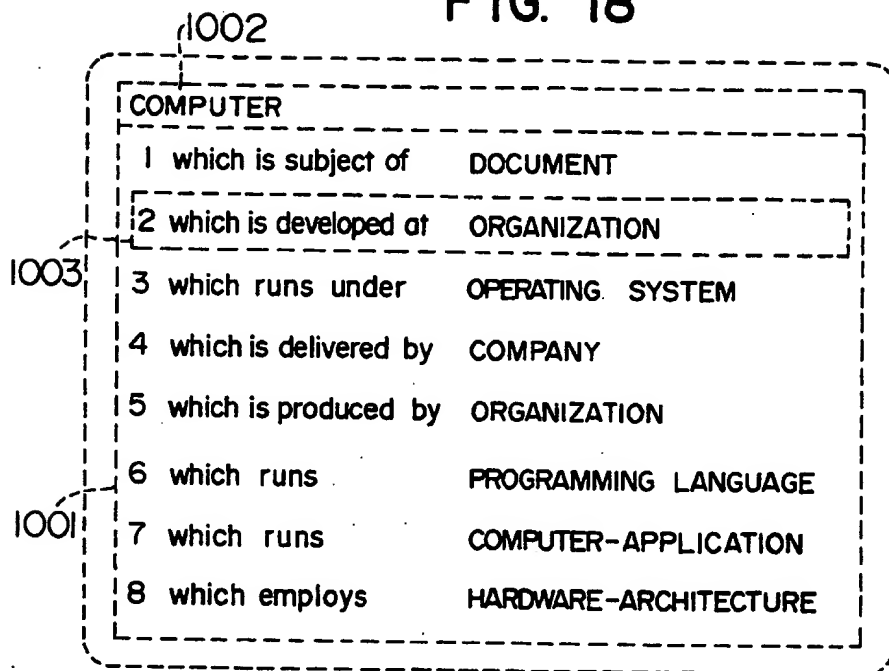 FIG. 18
1002
COMPUTER
1 which is subject of DOCUMENT
2 which is developed at ORGANIZATION
1003
3 which runs under OPERATING SYSTEM
4 which is delivered by COMPANY
5 which is produced by ORGANIZATION
6 which runs PROGRAMMING LANGUAGE
1001
7 which runs COMPUTER-APPLICATION
8 which employs HARDWARE-ARCHITECTURE